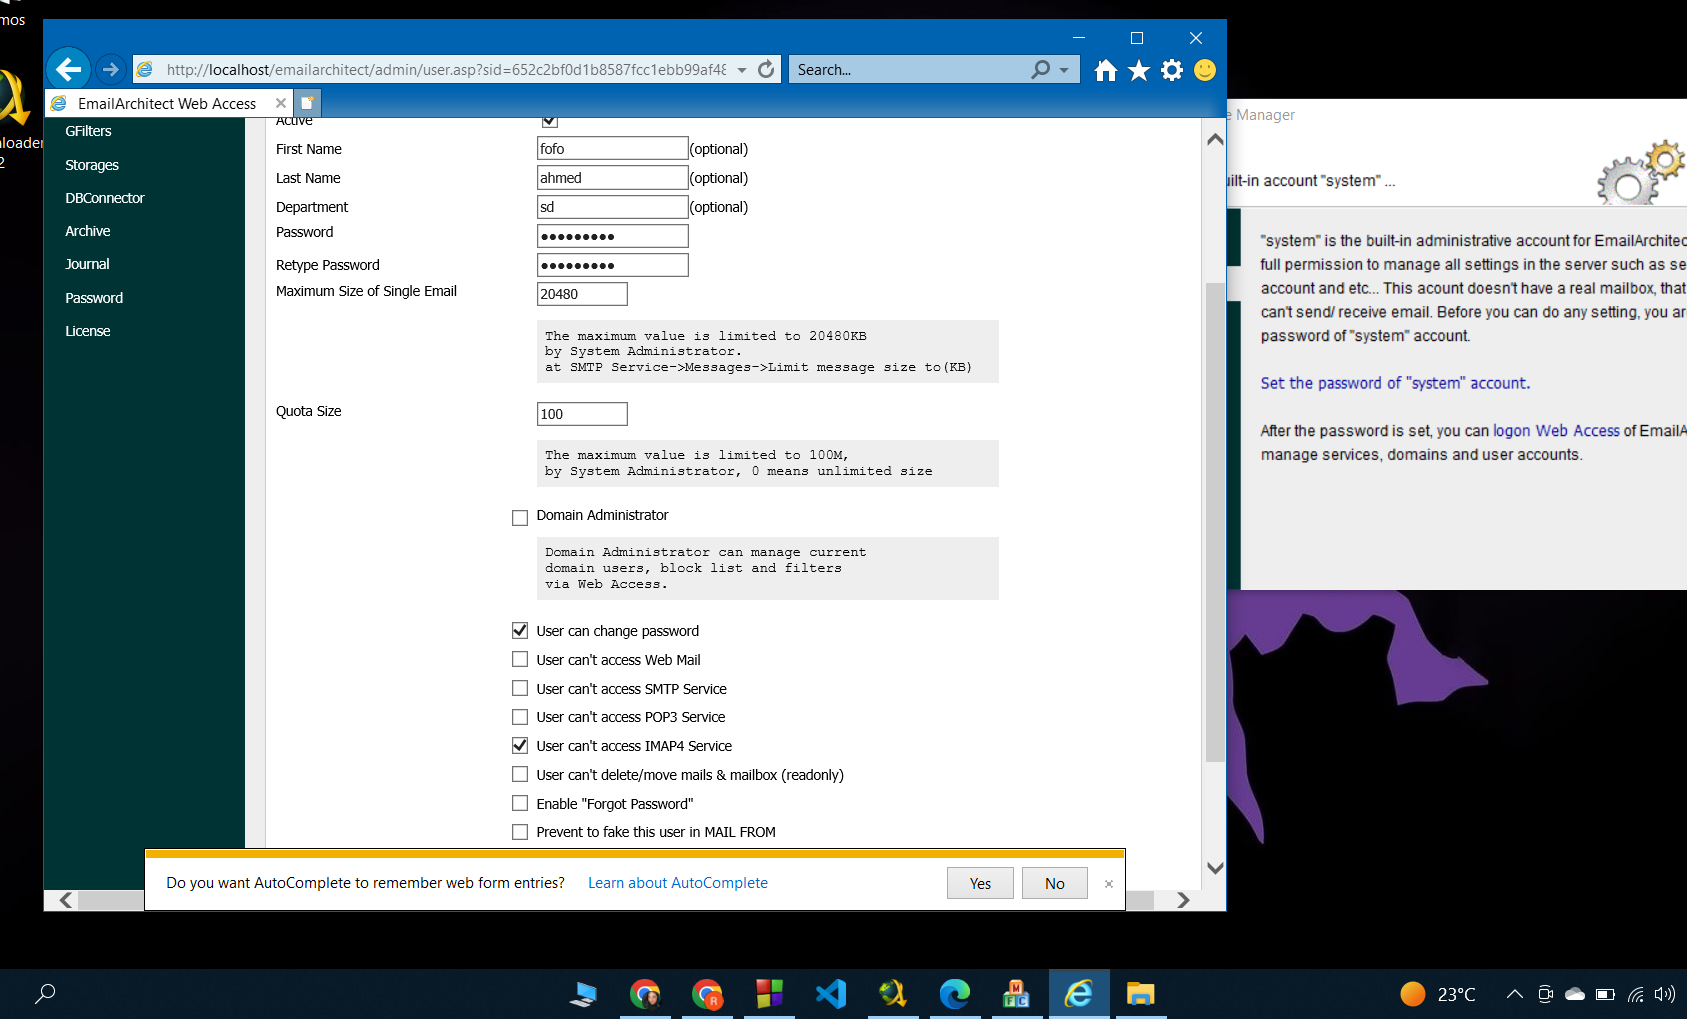 mos
loader
2
http://localhost/emailarchitect/admin/user.asp?sid=652c2bf0d1b8587fcc1ebb99af48
Search...
EmailArchitect Web Access
GFilters
Storages
DBConnector
Archive
Journal
Password
License
Active
First Name
fofo
(optional)
Last Name
ahmed
(optional)
Department
sd
(optional)
Password
•••••••••
Retype Password
•••••••••
Maximum Size of Single Email
20480
The maximum value is limited to 20480KB
by System Administrator.
at SMTP Service->Messages->Limit message size to(KB)
Quota Size
100
The maximum value is limited to 100M,
by System Administrator, 0 means unlimited size
Domain Administrator
Domain Administrator can manage current
domain users, block list and filters
via Web Access.
User can change password
User can't access Web Mail
User can't access SMTP Service
User can't access POP3 Service
User can't access IMAP4 Service
User can't delete/move mails & mailbox (readonly)
Enable "Forgot Password"
Prevent to fake this user in MAIL FROM
Do you want AutoComplete to remember web form entries? Learn about AutoComplete
Yes
No
e Manager
ilt-in account "system" ...
"system" is the built-in administrative account for EmailArchitec
full permission to manage all settings in the server such as se
account and etc... This acount doesn't have a real mailbox, that
can't send/ receive email. Before you can do any setting, you ar
password of "system" account.
Set the password of "system" account.
After the password is set, you can logon Web Access of EmailA
manage services, domains and user accounts.
R
MFC
23°C